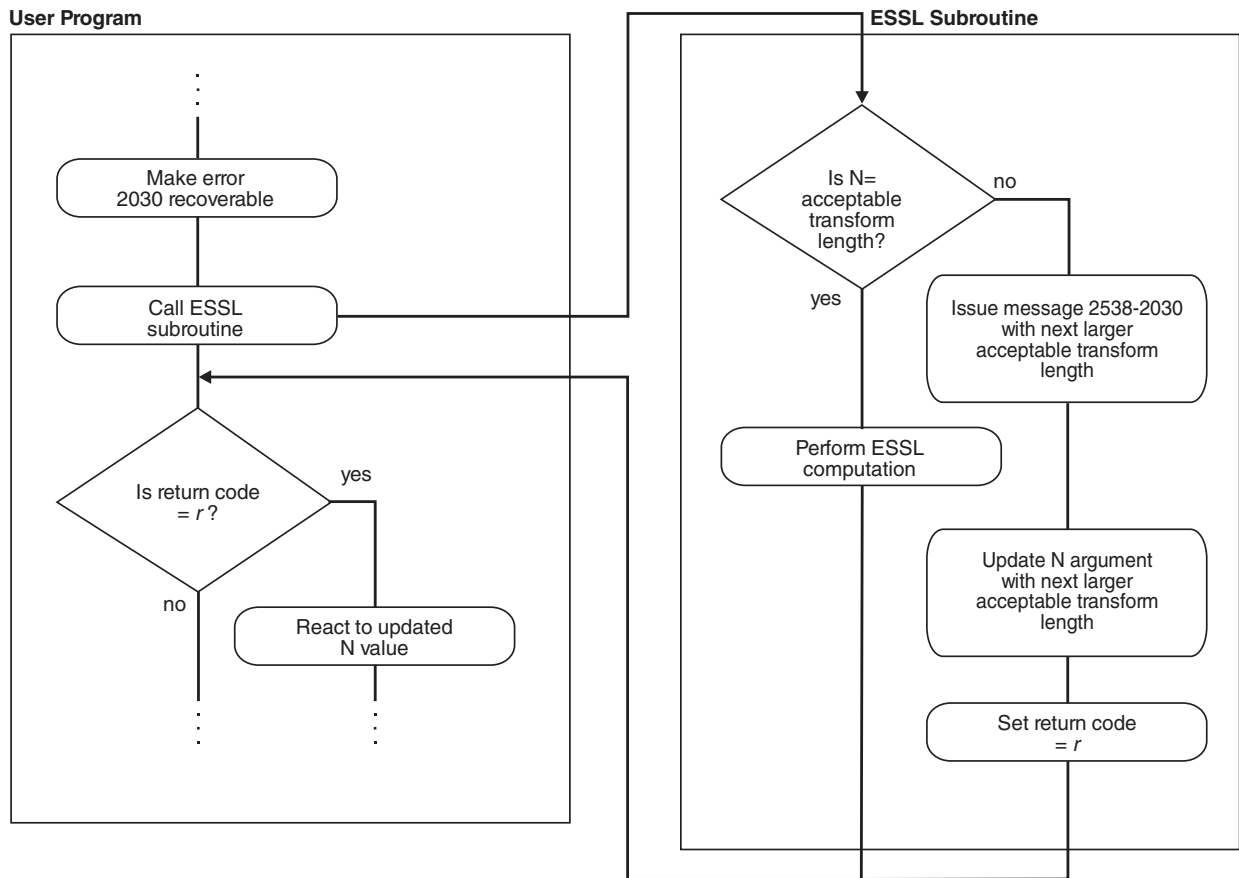 User Program
Make error
2030 recoverable
Call ESSL
subroutine
Is return code
= r ?
yes
no
React to updated
N value
ESSL Subroutine
Is N=
acceptable
transform
length?
no
yes
Issue message 2538-2030
with next larger
acceptable transform
length
Perform ESSL
computation
Update N argument
with next larger
acceptable transform
length
Set return code
= r